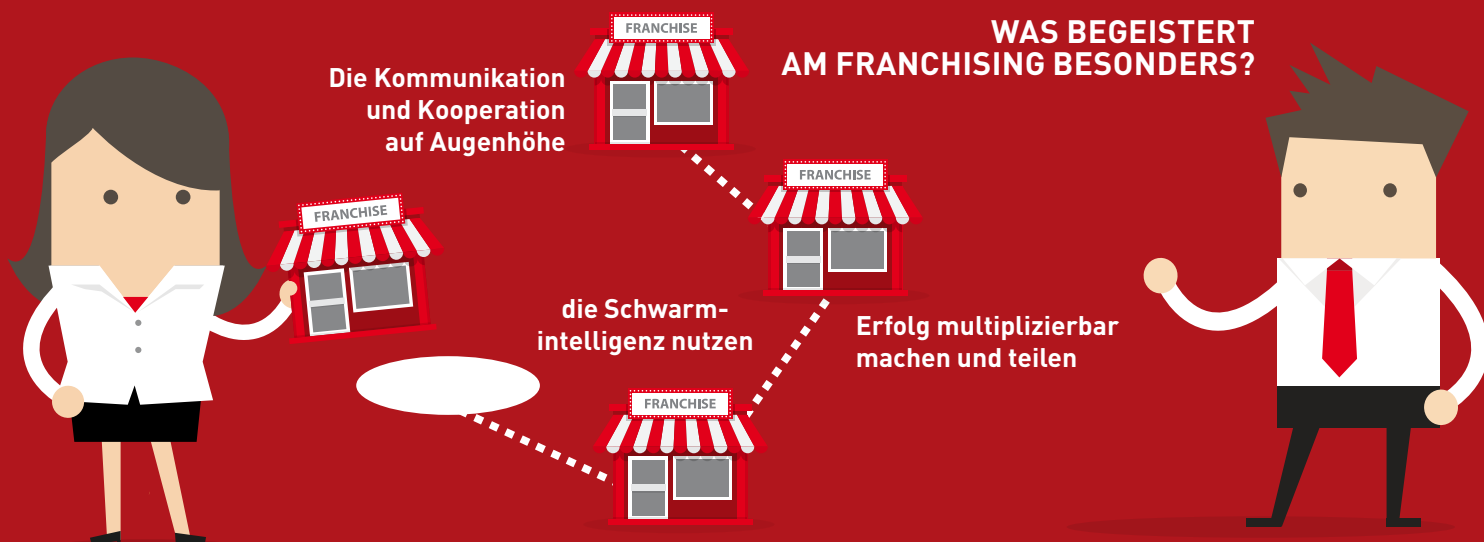 WAS BEGEISTERT
AM FRANCHISING BESONDERS?
FRANCHISE
Die Kommunikation
und Kooperation
auf Augenhöhe
FRANCHISE
FRANCHISE
die Schwarm-
intelligenz nutzen
Erfolg multiplizierbar
machen und teilen
FRANCHISE